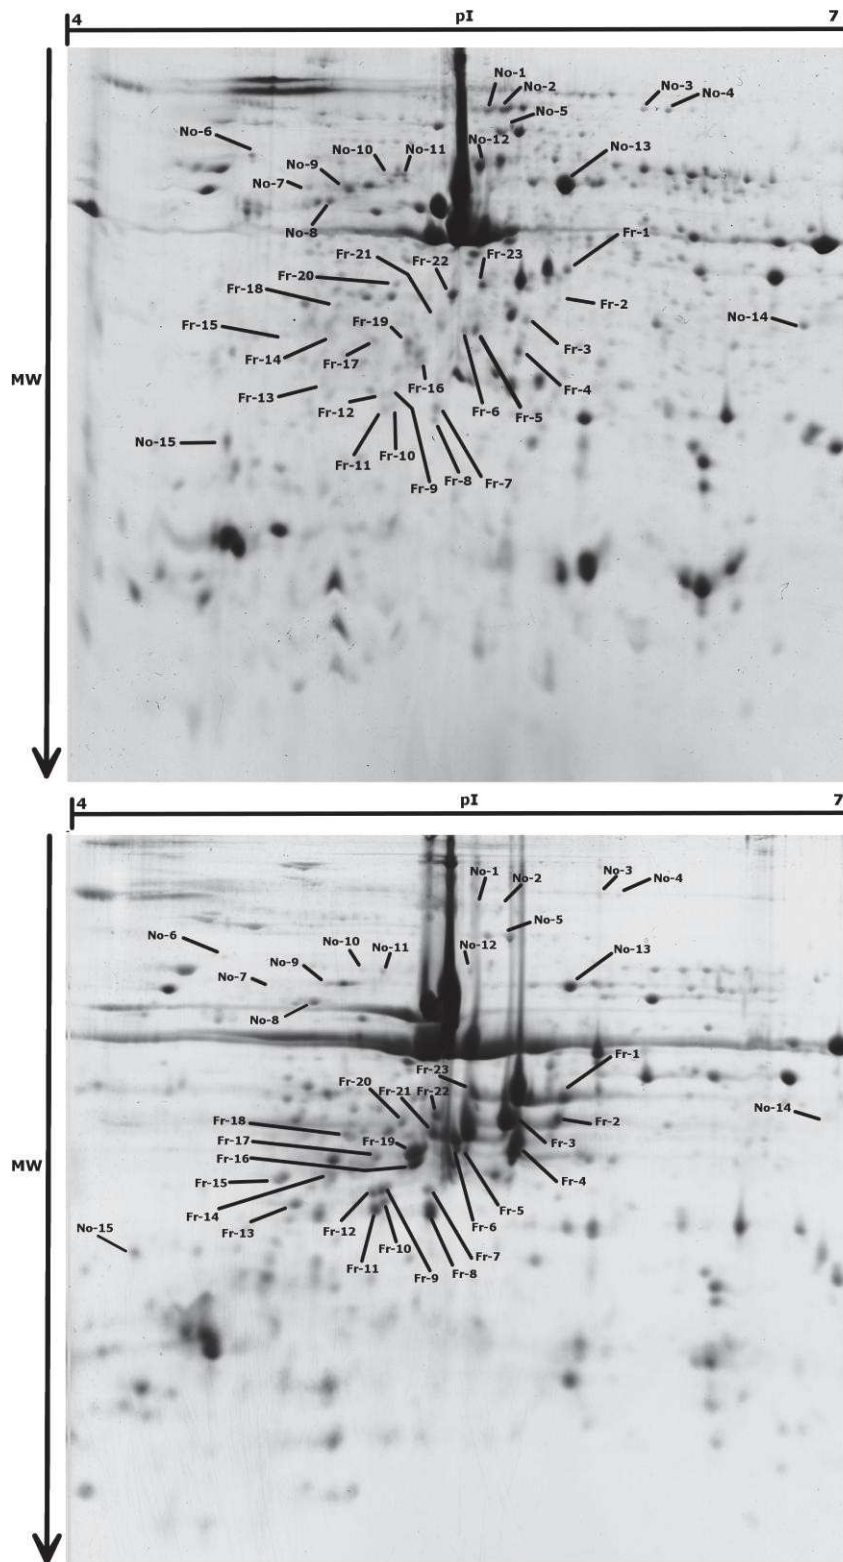 4 pI 7
No-1
No-2
No-3
No-4
No-5
No-6
No-10
No-11
No-12
No-13
No-9
No-7
No-8
Fr-1
Fr-21
Fr-22
Fr-23
Fr-20
Fr-18
Fr-2
Fr-15
Fr-19
No-14
Fr-14
Fr-17
Fr-3
MW
Fr-13
Fr-16
Fr-4
Fr-12
Fr-6
Fr-5
No-15
Fr-11
Fr-10
Fr-9
Fr-8
Fr-7
4 pI 7
No-1
No-2
No-3
No-4
No-5
No-6
No-10
No-11
No-12
No-13
No-9
No-7
No-8
Fr-23
Fr-1
Fr-20
Fr-21
Fr-22
No-14
Fr-18
Fr-2
Fr-17
Fr-19
Fr-3
Fr-16
MW
Fr-4
Fr-15
Fr-14
Fr-5
Fr-13
Fr-12
Fr-6
No-15
Fr-10
Fr-7
Fr-11
Fr-9
Fr-8